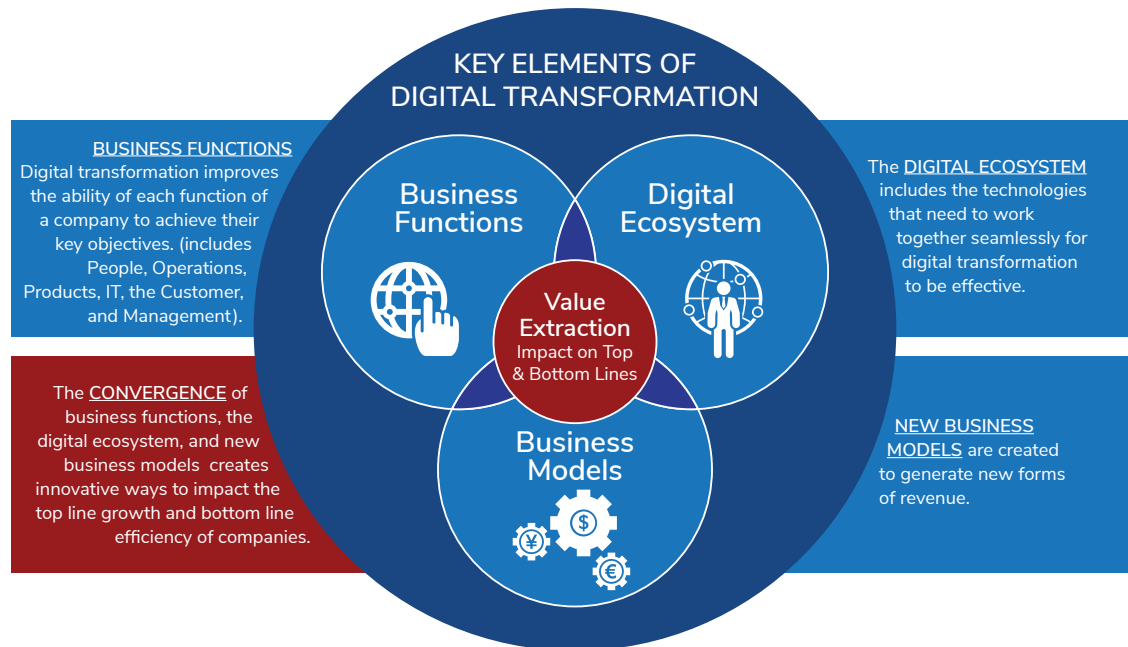 KEY ELEMENTS OF
DIGITAL TRANSFORMATION
BUSINESS FUNCTIONS
Digital transformation improves
the ability of each function of
a company to achieve their
key objectives. (includes
People, Operations,
Products, IT, the Customer,
and Management).
Business
Functions
Digital
Ecosystem
The DIGITAL ECOSYSTEM
includes the technologies
that need to work
together seamlessly for
digital transformation
to be effective.
Value
Extraction
Impact on Top
& Bottom Lines
The CONVERGENCE of
business functions, the
digital ecosystem, and new
business models creates
innovative ways to impact the
top line growth and bottom line
efficiency of companies.
Business
Models
$
¥
€
NEW BUSINESS
MODELS are created
to generate new forms
of revenue.